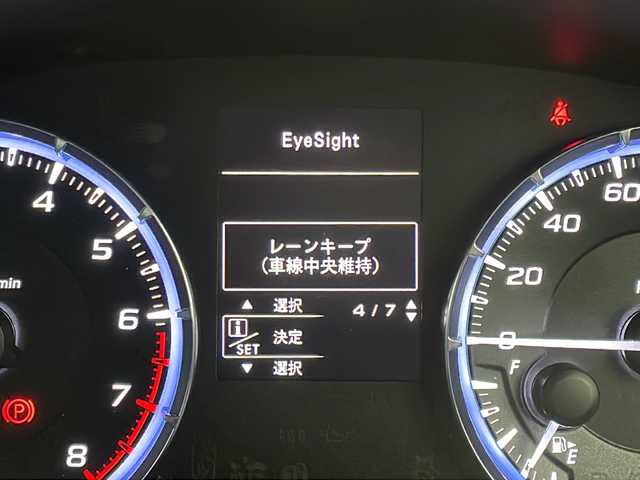 EyeSight
レーンキープ
(車線中央維持)
▲ 選択 4/7
i/SET 決定
▼ 選択
4
5
6
7
8
min
P
0
20
40
60
F
E